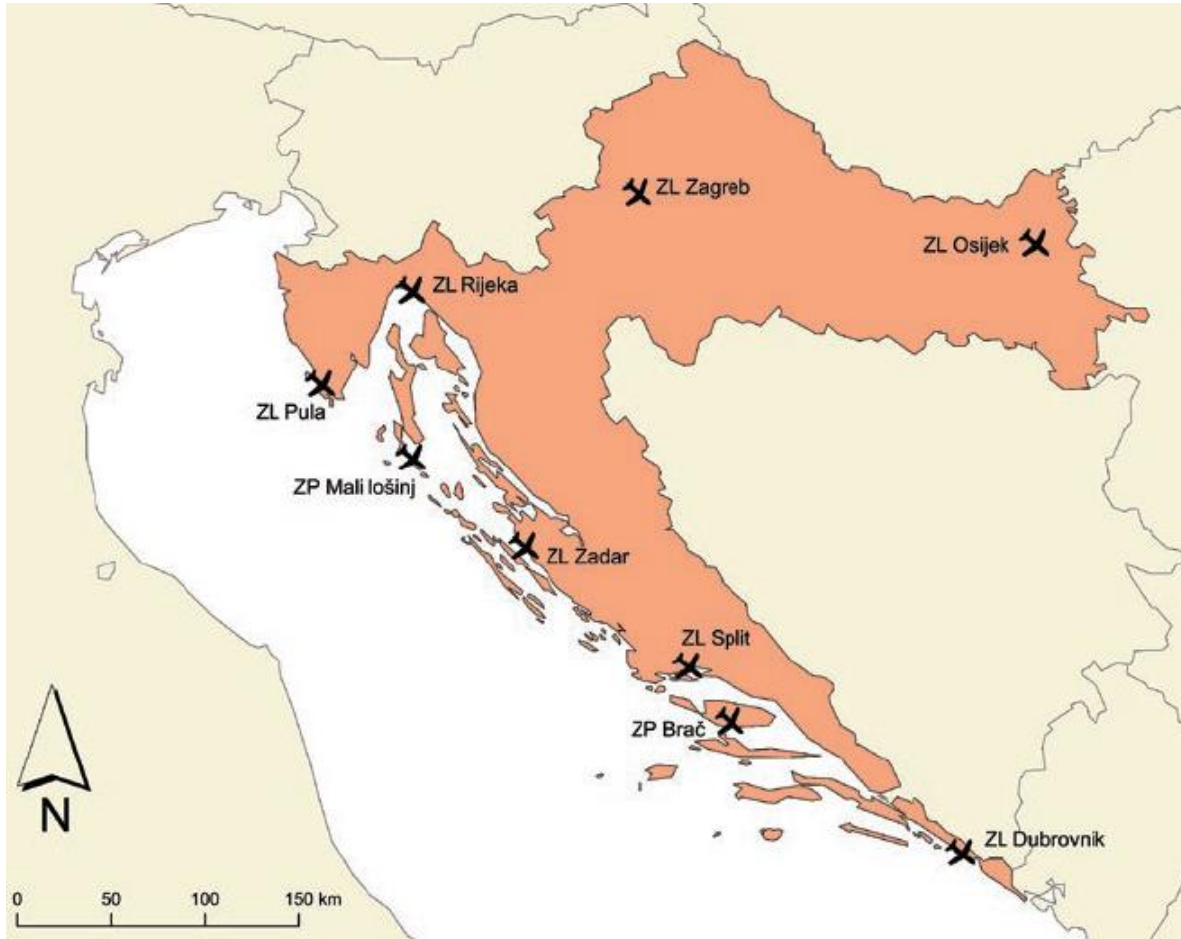 ZL Zagreb
ZL Osijek
ZL Rijeka
ZL Pula
ZP Mali lošinj
ZL Zadar
ZL Split
ZP Brač
ZL Dubrovnik
N
0 50 100 150 km